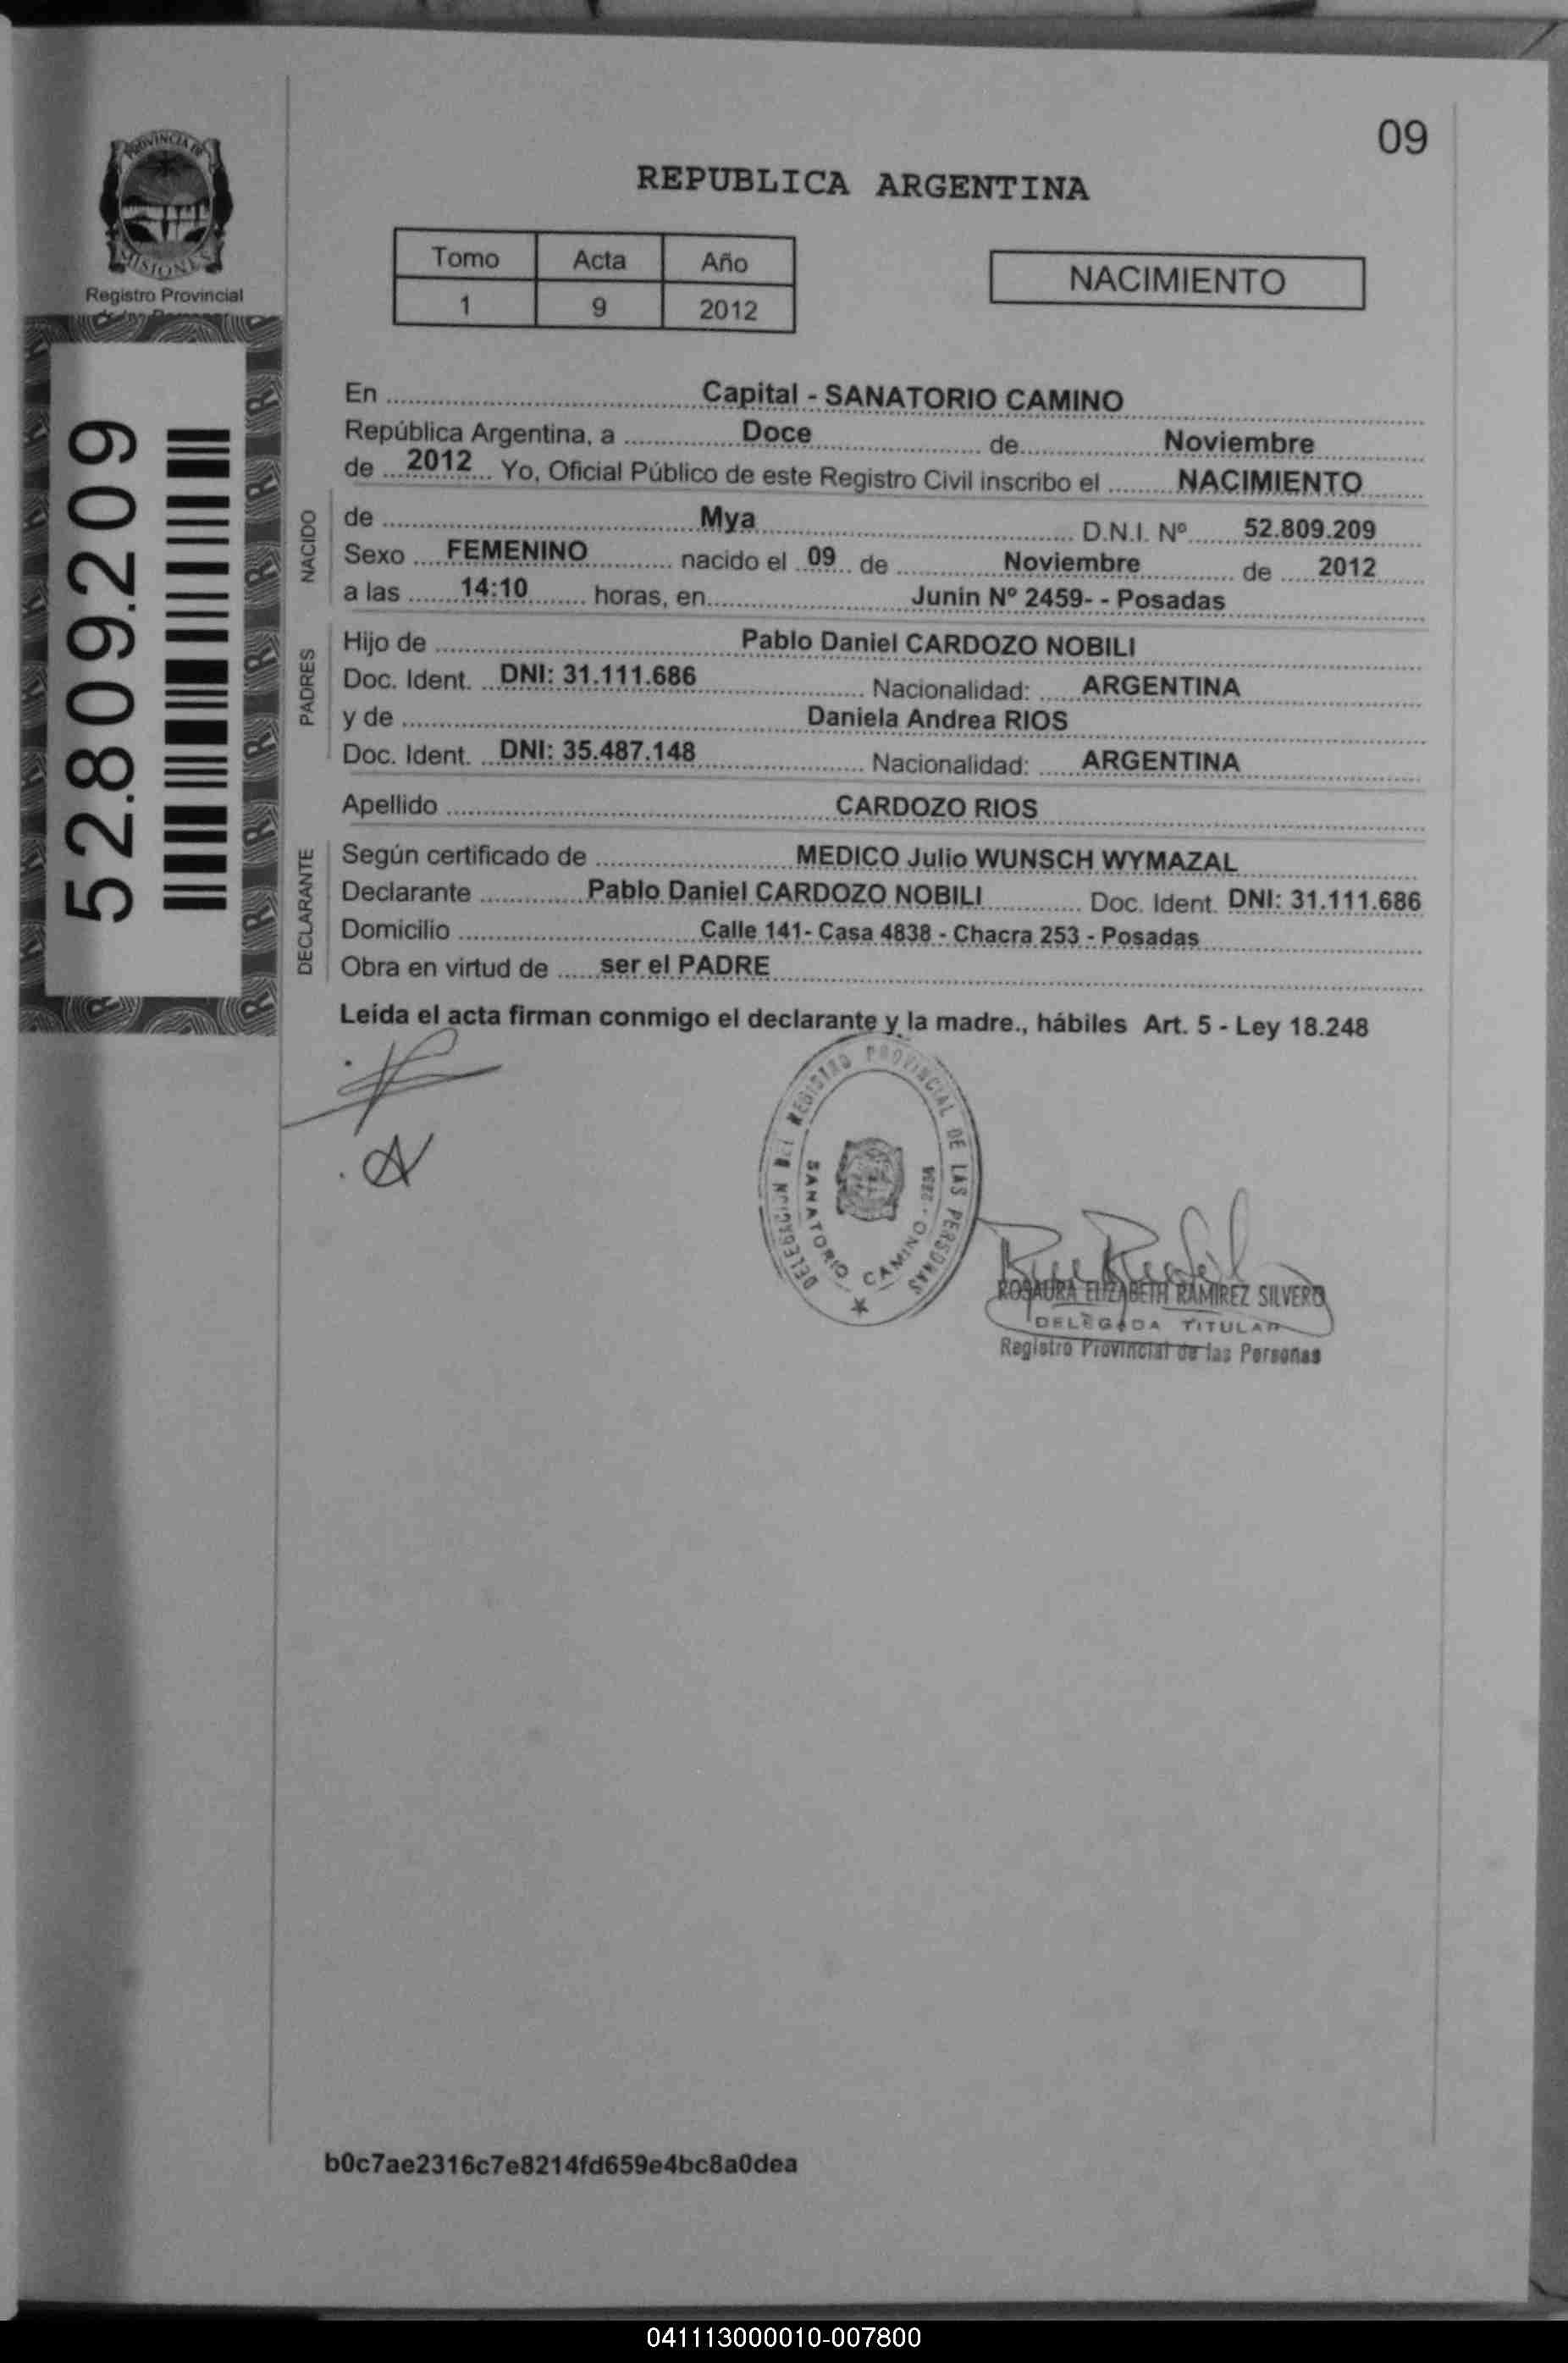 09
PROVINCIA DE
MISIONES
Registro Provincial
REPUBLICA ARGENTINA
Tomo Acta Año
1 9 2012
NACIMIENTO
52.809.209
En Capital - SANATORIO CAMINO
República Argentina, a Doce de Noviembre
de 2012 Yo, Oficial Público de este Registro Civil inscribo el NACIMIENTO
NACIDO
de Mya D.N.I. Nº 52.809.209
Sexo FEMENINO nacido el 09 de Noviembre de 2012
a las 14:10 horas, en Junin Nº 2459- - Posadas
PADRES
Hijo de Pablo Daniel CARDOZO NOBILI
Doc. Ident. DNI: 31.111.686 Nacionalidad: ARGENTINA
y de Daniela Andrea RIOS
Doc. Ident. DNI: 35.487.148 Nacionalidad: ARGENTINA
Apellido CARDOZO RIOS
DECLARANTE
Según certificado de MEDICO Julio WUNSCH WYMAZAL
Declarante Pablo Daniel CARDOZO NOBILI Doc. Ident. DNI: 31.111.686
Domicilio Calle 141- Casa 4838 - Chacra 253 - Posadas
Obra en virtud de ser el PADRE
Leída el acta firman conmigo el declarante y la madre., hábiles Art. 5 - Ley 18.248
DELEGACION DEL REGISTRO PROVINCIAL DE LAS PERSONAS
SANATORIO CAMINO
ROSAURA ELIZABETH RAMIREZ SILVERO
DELEGADA TITULAR
Registro Provincial de las Personas
b0c7ae2316c7e8214fd659e4bc8a0dea
041113000010-007800